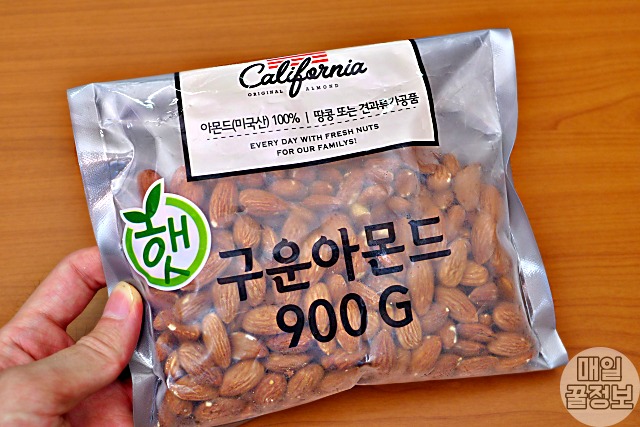 California
ORIGINAL ALMOND
아몬드(미국산) 100% | 땅콩 또는 견과류가공품
EVERY DAY WITH FRESH NUTS
FOR OUR FAMILYS!
햇
구운아몬드
900G
매일
꿀정보